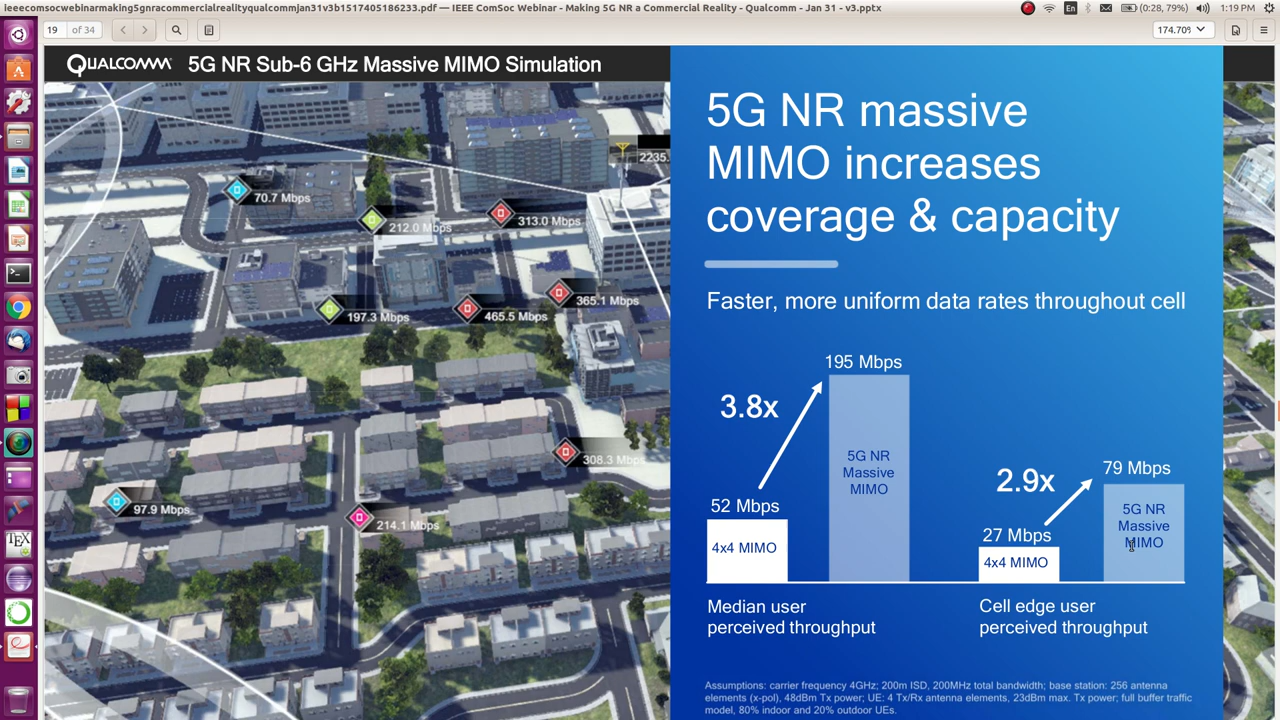 ieeecomsocwebinarmaking5gnracommercialrealityqualcommjan31v3b1517405186233.pdf — IEEE ComSoc Webinar - Making 5G NR a Commercial Reality - Qualcomm - Jan 31 - v3.pptx
En
(0:28, 79%)
1:19 PM
19
of 34
174.70%
QUALCOMM
5G NR Sub-6 GHz Massive MIMO Simulation
2235.
70.7 Mbps
212.0 Mbps
313.0 Mbps
365.1 Mbps
197.3 Mbps
465.5 Mbps
308.3 Mbps
97.9 Mbps
214.1 Mbps
5G NR massive
MIMO increases
coverage & capacity
Faster, more uniform data rates throughout cell
195 Mbps
3.8x
5G NR
Massive
MIMO
52 Mbps
4x4 MIMO
79 Mbps
2.9x
5G NR
Massive
MIMO
27 Mbps
4x4 MIMO
Median user
perceived throughput
Cell edge user
perceived throughput
Assumptions: carrier frequency 4GHz; 200m ISD, 200MHz total bandwidth; base station: 256 antenna
elements (x-pol), 48dBm Tx power; UE: 4 Tx/Rx antenna elements, 23dBm max. Tx power; full buffer traffic
model, 80% indoor and 20% outdoor UEs.
TEX